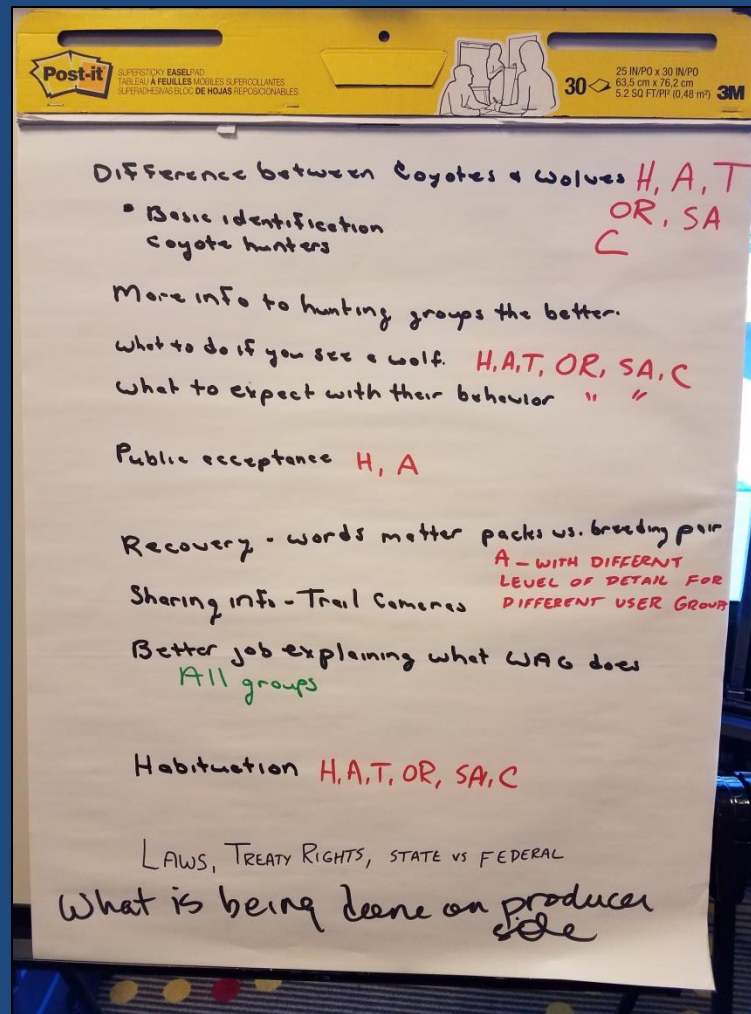 Post-it
SUPERSTICKY EASELPAD
TABLEAU À FEUILLES MOBILES SUPERCOLLANTES
SUPERADHESIVAS BLOC DE HOJAS REPOSICIONABLES
30
25 IN/PO x 30 IN/PO
63,5 cm x 76,2 cm
5.2 SQ FT/PI² (0,48 m²)
3M
Difference between Coyotes & wolves H, A, T
OR, SA
C
• Basic identification
coyote hunters
More info to hunting groups the better.
what to do if you see a wolf. H, A, T, OR, SA, C
what to expect with their behavior " "
Public acceptance H, A
Recovery - words matter packs vs. breeding pair
A - WITH DIFFERNT
LEVEL OF DETAIL FOR
DIFFERENT USER GROUPS
Sharing info - Trail Cameras
Better job explaining what WAG does
All groups
Habituation H, A, T, OR, SA, C
LAWS, TREATY RIGHTS, STATE VS FEDERAL
What is being done on producer
side